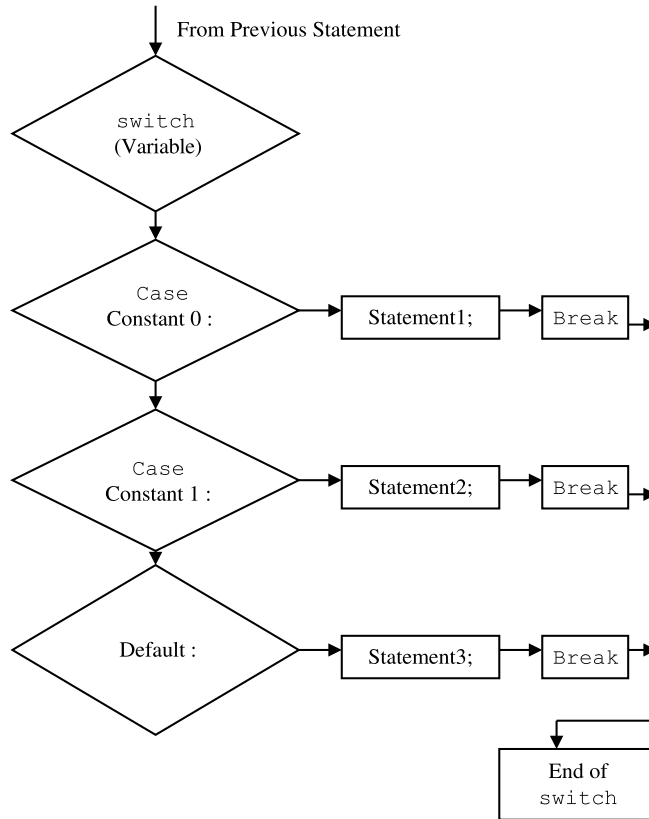 From Previous Statement
switch
(Variable)
Case
Constant 0 :
Statement1;
Break
Case
Constant 1 :
Statement2;
Break
Default :
Statement3;
Break
End of
switch